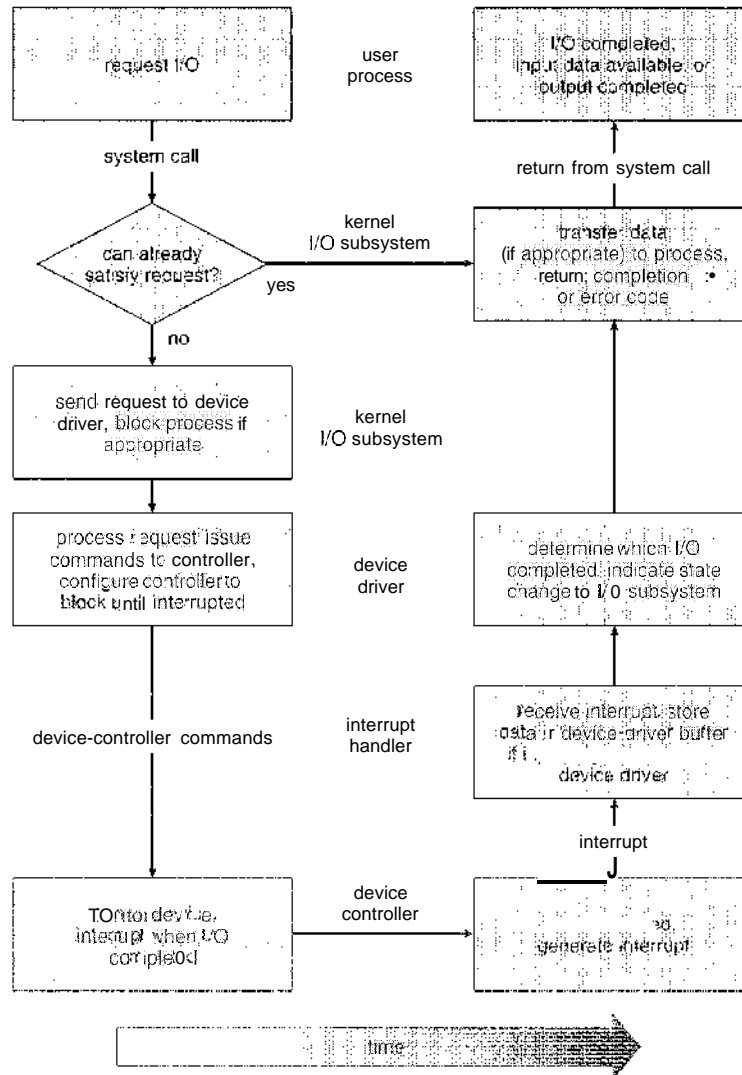 request I/O
user
process
I/O completed,
input data available, or
output completed
system call
return from system call
kernel
I/O subsystem
can already
satisfy request?
yes
transfer data
(if appropriate) to process,
return completion
or error code
no
send request to device
driver, block process if
appropriate
kernel
I/O subsystem
process request issue
commands to controller,
configure controller to
block until interrupted
device
driver
determine which I/O
completed, indicate state
change to I/O subsystem
device-controller commands
interrupt
handler
receive interrupt, store
data in device-driver buffer
if
device driver
interrupt
device
controller
device,
interrupt when I/O
completed
generate interrupt
time